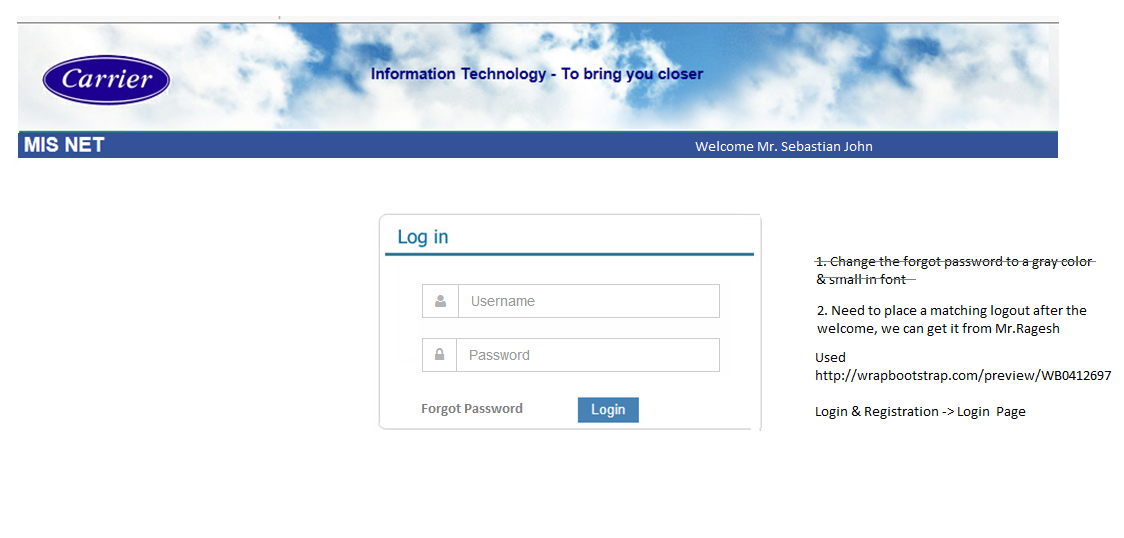 Carrier
Information Technology - To bring you closer
MIS NET
Welcome Mr. Sebastian John
Log in
Username
Password
Forgot Password
Login
1. Change the forgot password to a gray color
& small in font
2. Need to place a matching logout after the
welcome, we can get it from Mr.Ragesh
Used
http://wrapbootstrap.com/preview/WB0412697
Login & Registration -> Login Page